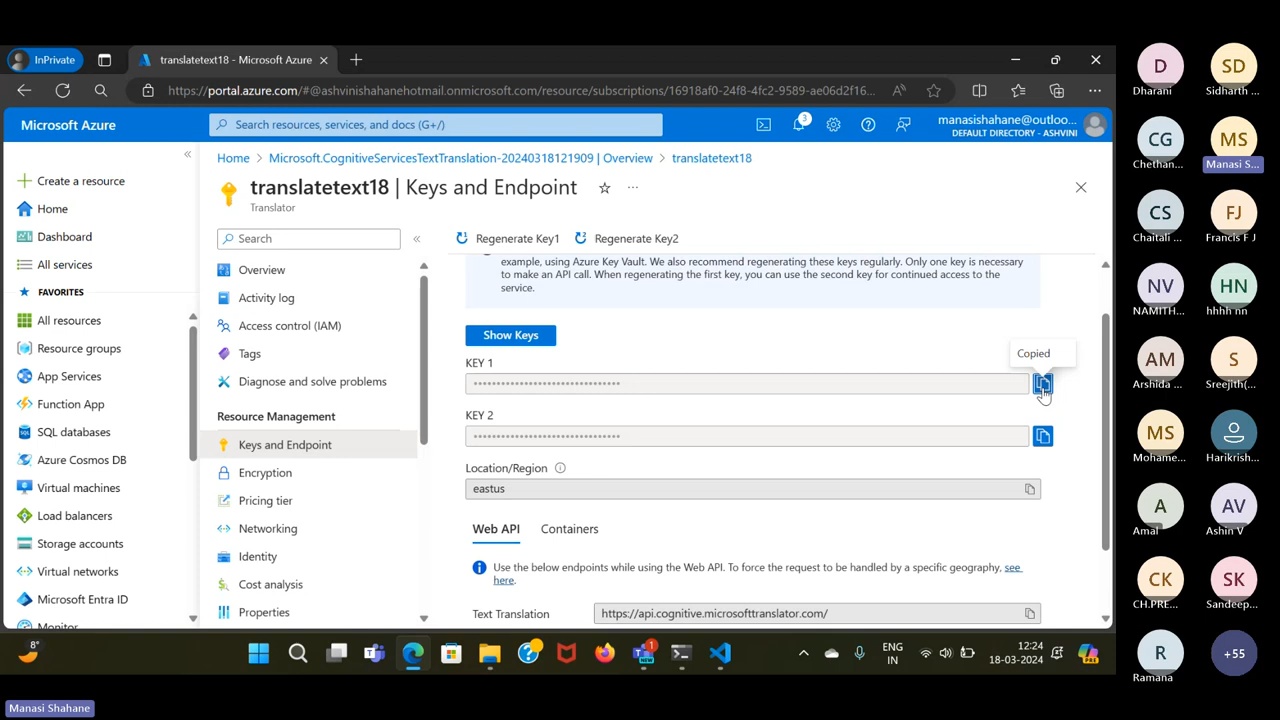 InPrivate
translatetext18 - Microsoft Azure
https://portal.azure.com/#@ashvinishahanehotmail.onmicrosoft.com/resource/subscriptions/16918af0-24f8-4fc2-9589-ae06d2f16...
Microsoft Azure
Search resources, services, and docs (G+/)
3
manasishahane@outloo...
DEFAULT DIRECTORY - ASHVINI
Create a resource
Home
Dashboard
All services
FAVORITES
All resources
Resource groups
App Services
Function App
SQL databases
Azure Cosmos DB
Virtual machines
Load balancers
Storage accounts
Virtual networks
Microsoft Entra ID
Monitor
Home > Microsoft.CognitiveServicesTextTranslation-20240318121909 | Overview > translatetext18
translatetext18 | Keys and Endpoint
Translator
Search
Overview
Activity log
Access control (IAM)
Tags
Diagnose and solve problems
Resource Management
Keys and Endpoint
Encryption
Pricing tier
Networking
Identity
Cost analysis
Properties
Regenerate Key1
Regenerate Key2
example, using Azure Key Vault. We also recommend regenerating these keys regularly. Only one key is necessary
to make an API call. When regenerating the first key, you can use the second key for continued access to the
service.
Show Keys
Copied
KEY 1
KEY 2
Location/Region
eastus
Web API
Containers
Use the below endpoints while using the Web API. To force the request to be handled by a specific geography, see
here.
Text Translation
https://api.cognitive.microsofttranslator.com/
8°
1
NEW
ENG
IN
12:24
18-03-2024
D
Dharani
SD
Sidharth ...
CG
Chethan...
MS
Manasi S...
CS
Chaitali ...
FJ
Francis F J
NV
NAMITH...
HN
hhhh nn
AM
Arshida ...
S
Sreejith(...
MS
Mohame...
Harikrish...
A
Amal
AV
Ashin V
CK
CH.PRE...
SK
Sandeep...
R
Ramana
+55
Manasi Shahane